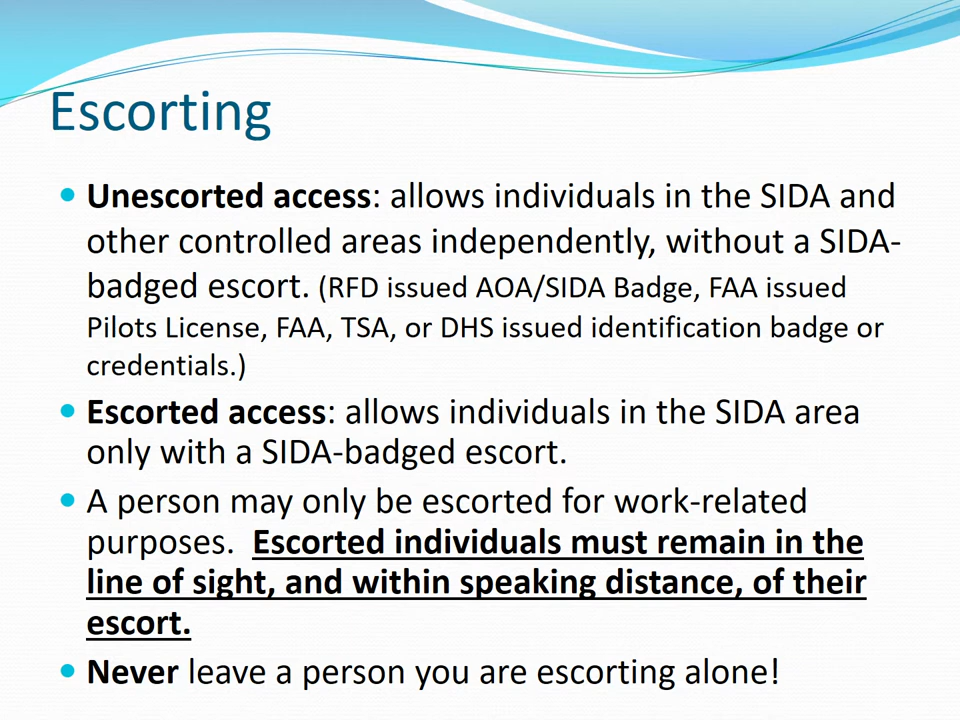 Escorting
Unescorted access: allows individuals in the SIDA and
other controlled areas independently, without a SIDA-
badged escort. (RFD issued AOA/SIDA Badge, FAA issued
Pilots License, FAA, TSA, or DHS issued identification badge or
credentials.)
Escorted access: allows individuals in the SIDA area
only with a SIDA-badged escort.
A person may only be escorted for work-related
purposes.  Escorted individuals must remain in the
line of sight, and within speaking distance, of their
escort.
Never leave a person you are escorting alone!